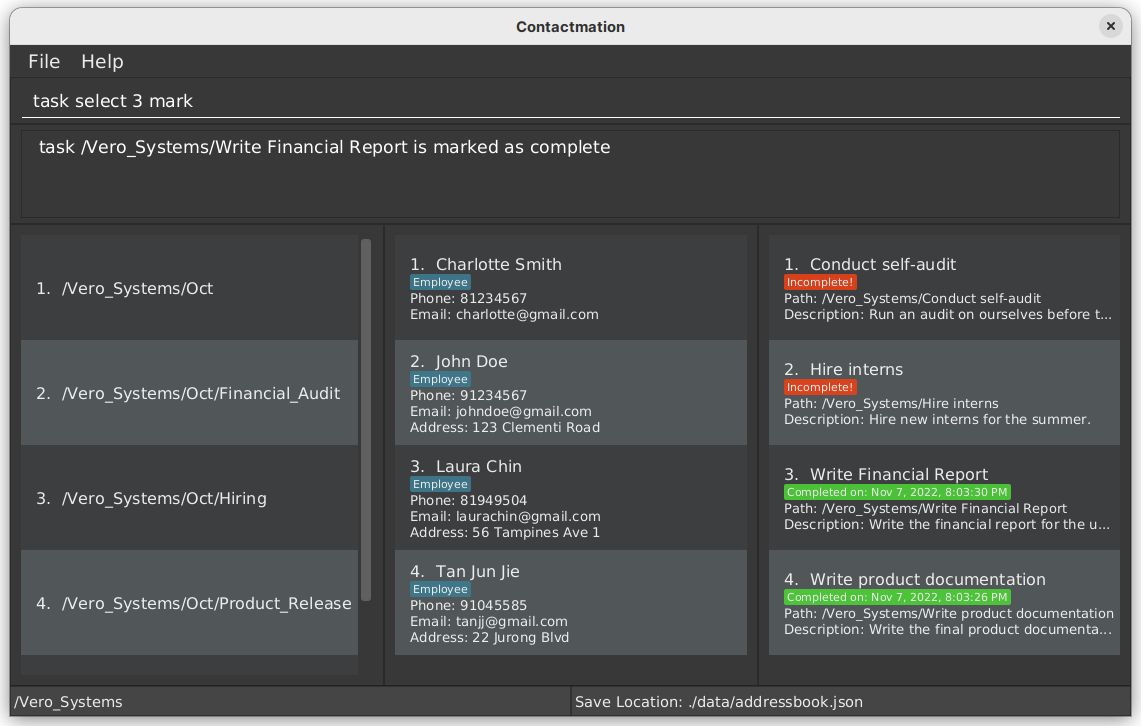 Contactmation
File Help
task select 3 mark
task /Vero_Systems/Write Financial Report is marked as complete
1. /Vero_Systems/Oct
2. /Vero_Systems/Oct/Financial_Audit
3. /Vero_Systems/Oct/Hiring
4. /Vero_Systems/Oct/Product_Release
1. Charlotte Smith
Employee
Phone: 81234567
Email: charlotte@gmail.com
2. John Doe
Employee
Phone: 91234567
Email: johndoe@gmail.com
Address: 123 Clementi Road
3. Laura Chin
Employee
Phone: 81949504
Email: laurachin@gmail.com
Address: 56 Tampines Ave 1
4. Tan Jun Jie
Employee
Phone: 91045585
Email: tanjj@gmail.com
Address: 22 Jurong Blvd
1. Conduct self-audit
Incomplete!
Path: /Vero_Systems/Conduct self-audit
Description: Run an audit on ourselves before t...
2. Hire interns
Incomplete!
Path: /Vero_Systems/Hire interns
Description: Hire new interns for the summer.
3. Write Financial Report
Completed on: Nov 7, 2022, 8:03:30 PM
Path: /Vero_Systems/Write Financial Report
Description: Write the financial report for the u...
4. Write product documentation
Completed on: Nov 7, 2022, 8:03:26 PM
Path: /Vero_Systems/Write product documentation
Description: Write the final product documenta...
/Vero_Systems
Save Location: ./data/addressbook.json